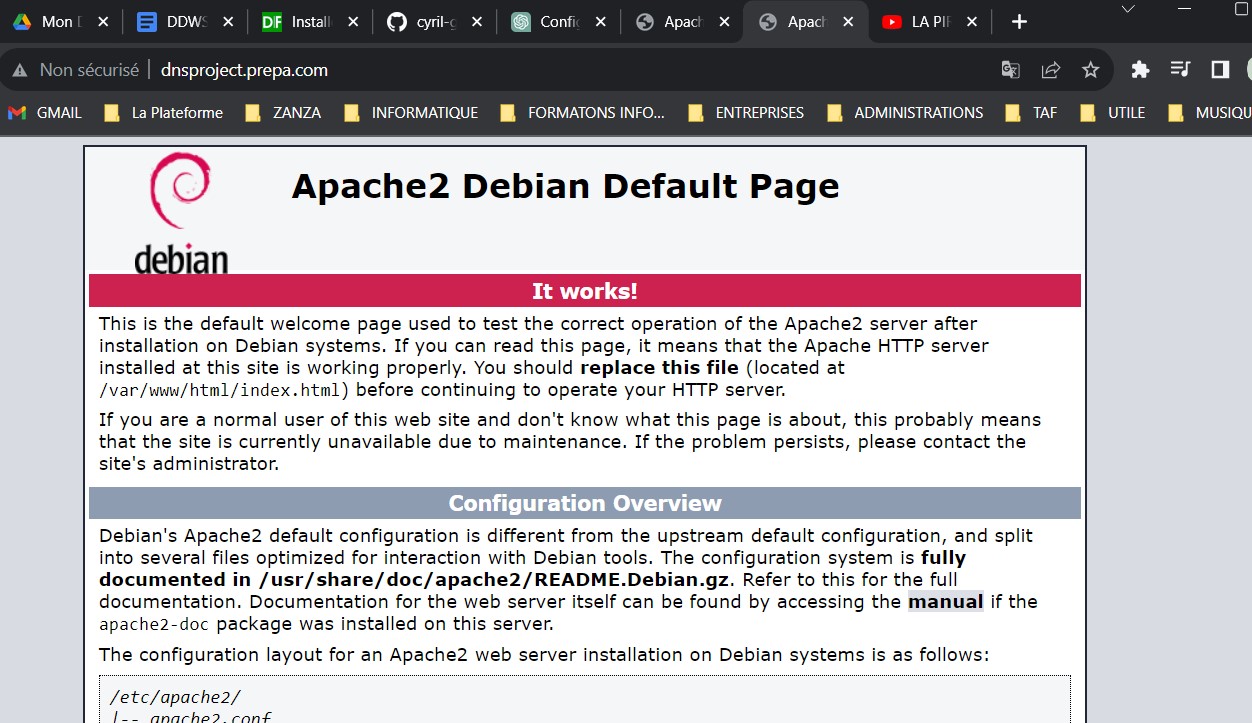 Mon D
DDWS
Install
cyril-g
Config
Apach
Apach
LA PIR
Non sécurisé
dnsproject.prepa.com
GMAIL
La Plateforme
ZANZA
INFORMATIQUE
FORMATONS INFO...
ENTREPRISES
ADMINISTRATIONS
TAF
UTILE
MUSIQU
debian
Apache2 Debian Default Page
It works!
This is the default welcome page used to test the correct operation of the Apache2 server after
installation on Debian systems. If you can read this page, it means that the Apache HTTP server
installed at this site is working properly. You should replace this file (located at
/var/www/html/index.html) before continuing to operate your HTTP server.
If you are a normal user of this web site and don't know what this page is about, this probably means
that the site is currently unavailable due to maintenance. If the problem persists, please contact the
site's administrator.
Configuration Overview
Debian's Apache2 default configuration is different from the upstream default configuration, and split
into several files optimized for interaction with Debian tools. The configuration system is fully
documented in /usr/share/doc/apache2/README.Debian.gz. Refer to this for the full
documentation. Documentation for the web server itself can be found by accessing the manual if the
apache2-doc package was installed on this server.
The configuration layout for an Apache2 web server installation on Debian systems is as follows:
/etc/apache2/
|-- apache2.conf